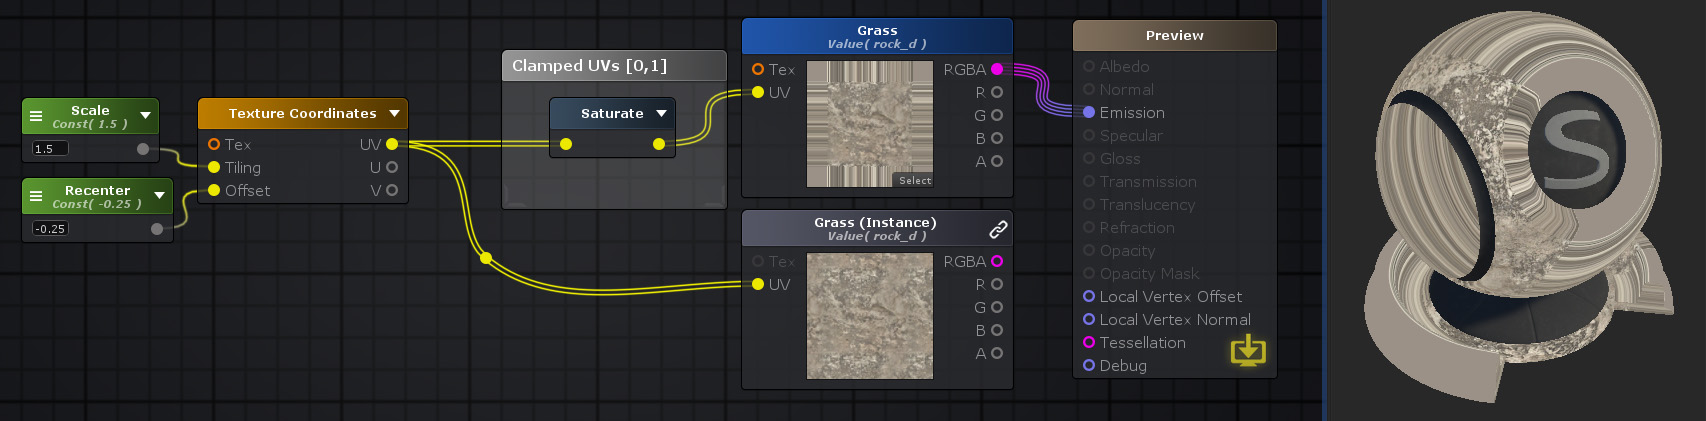 Scale
Const( 1.5 )
1.5
Recenter
Const( -0.25 )
-0.25
Texture Coordinates
Tex
UV
Tiling
U
Offset
V
Clamped UVs [0,1]
Saturate
Grass
Value( rock_d )
Tex
RGBA
UV
R
G
B
A
Select
Grass (Instance)
Value( rock_d )
Tex
RGBA
UV
R
G
B
A
Preview
Albedo
Normal
Emission
Specular
Gloss
Transmission
Translucency
Refraction
Opacity
Opacity Mask
Local Vertex Offset
Local Vertex Normal
Tessellation
Debug
S